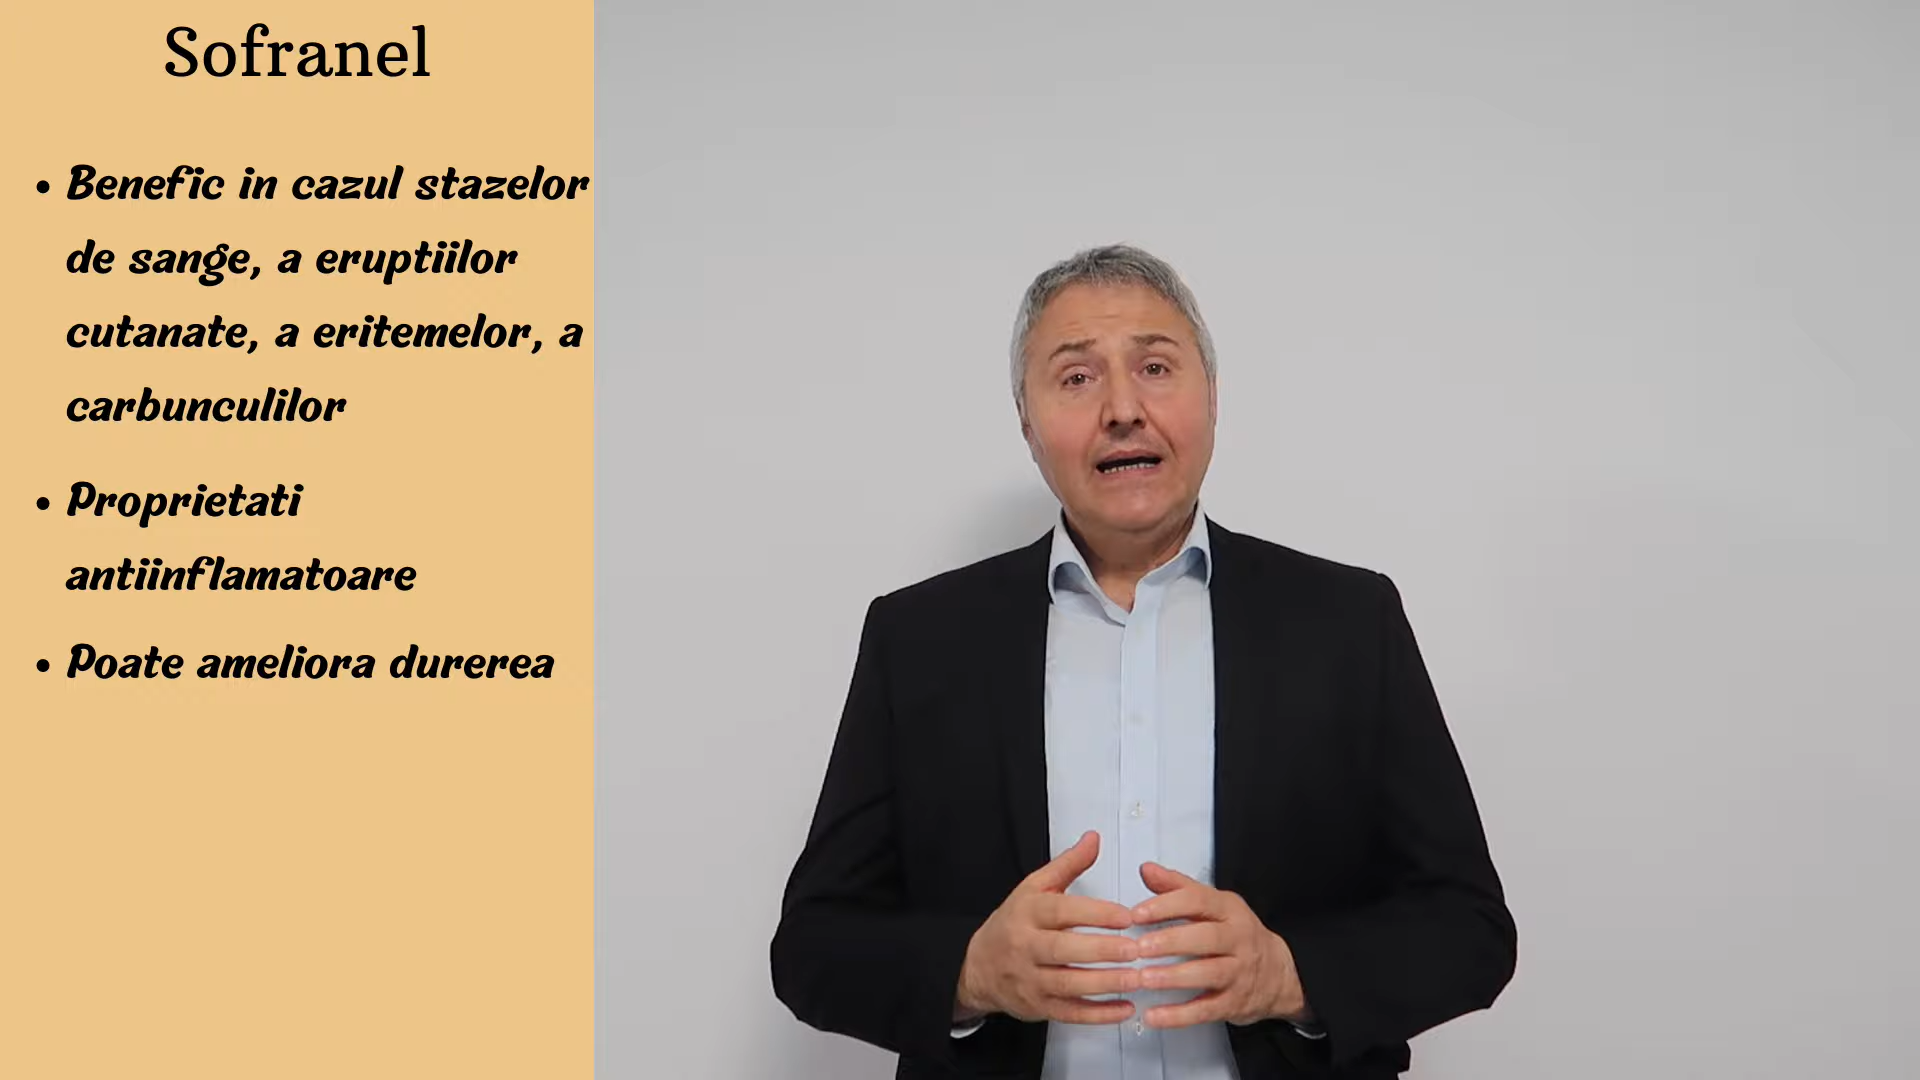 Sofranel
• Benefic in cazul stazelor
de sange, a eruptiilor
cutanate, a eritemelor, a
carbunculilor
• Proprietati
antiinflamatoare
• Poate ameliora durerea